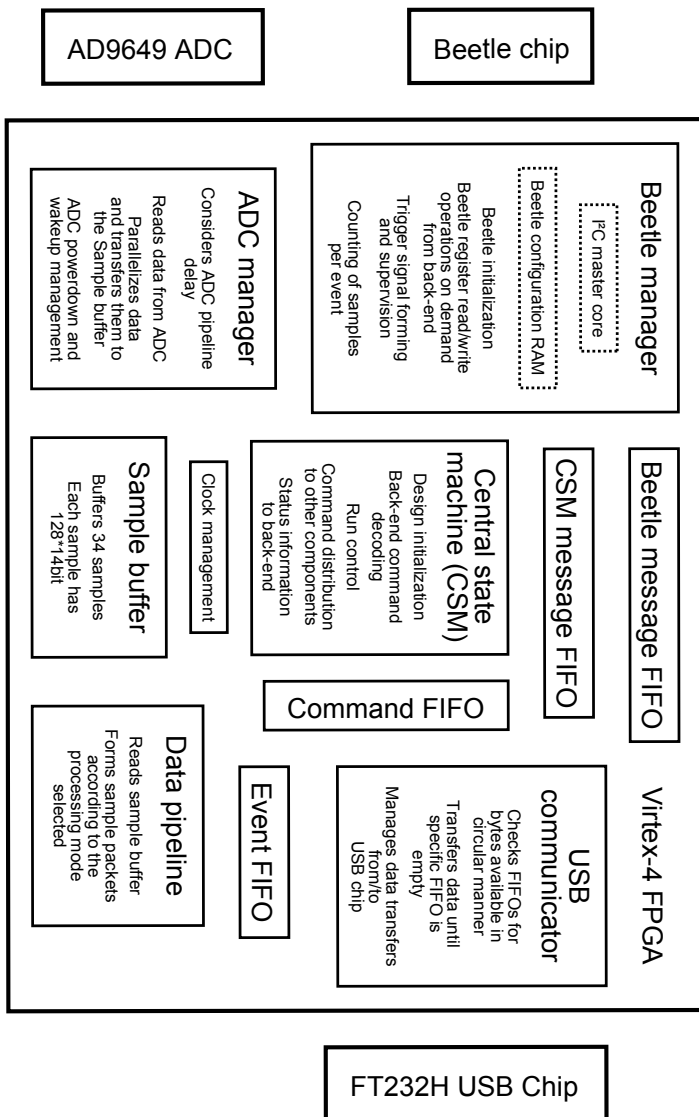 AD9649 ADC
Beetle chip
Beetle manager
I²C master core
Beetle configuration RAM
Beetle initialization
Beetle register read/write
operations on demand
from back-end
Trigger signal forming
and supervision
Counting of samples
per event
ADC manager
Considers ADC pipeline
delay
Reads data from ADC
Parallelizes data
and transfers them to
the Sample buffer
ADC powerdown and
wakeup management
Beetle message FIFO
CSM message FIFO
Central state
machine (CSM)
Design initialization
Back-end command
decoding
Run control
Command distribution
to other components
Status information
to back-end
Clock management
Sample buffer
Buffers 34 samples
Each sample has
128*14bit
Command FIFO
Virtex-4 FPGA
USB
communicator
Checks FIFOs for
bytes available in
circular manner
Transfers data until
specific FIFO is
empty
Manages data transfers
from/to
USB chip
Event FIFO
Data pipeline
Reads sample buffer
Forms sample packets
according to the
processing mode
selected
FT232H USB Chip